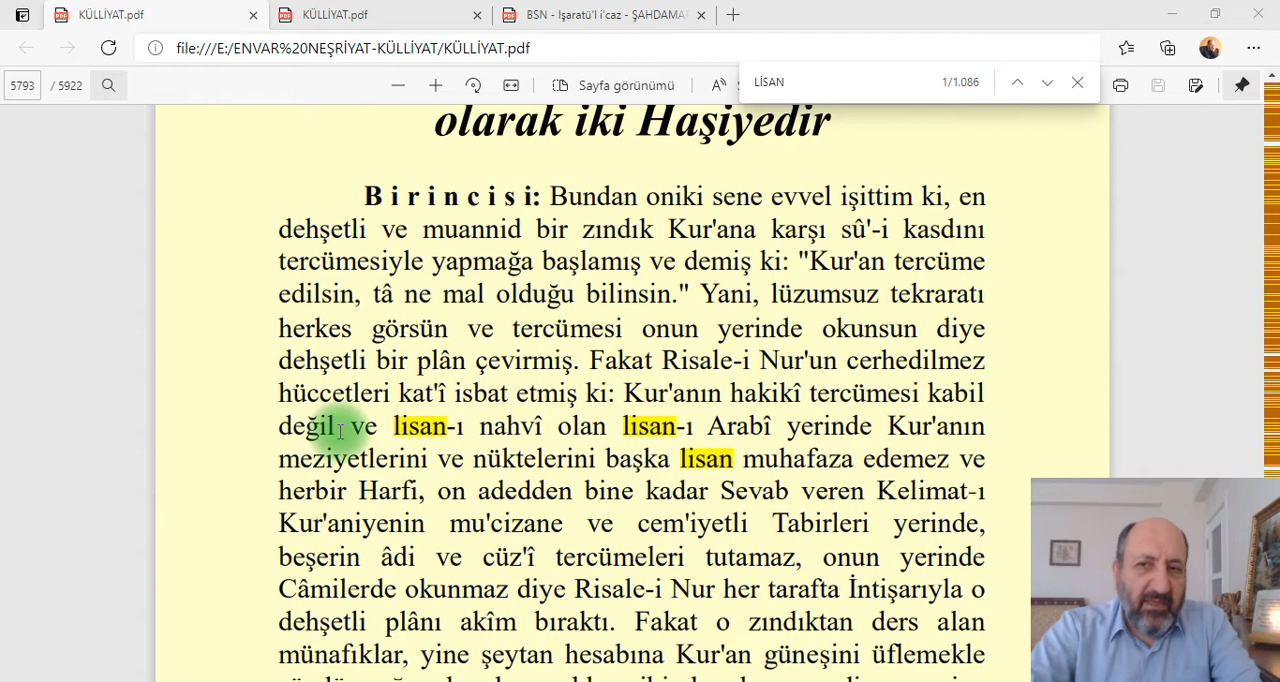 KÜLLİYAT.pdf
KÜLLİYAT.pdf
BSN - Işaratü'l i'caz - ŞAHDAMA
file:///E:/ENVAR%20NEŞRİYAT-KÜLLİYAT/KÜLLİYAT.pdf
5793 / 5922
Sayfa görünümü
LİSAN 1/1.086
olarak iki Haşiyedir
Birincisi: Bundan oniki sene evvel işittim ki, en
dehşetli ve muannid bir zındık Kur'ana karşı sû'-i kasdını
tercümesiyle yapmağa başlamış ve demiş ki: "Kur'an tercüme
edilsin, tâ ne mal olduğu bilinsin." Yani, lüzumsuz tekraratı
herkes görsün ve tercümesi onun yerinde okunsun diye
dehşetli bir plân çevirmiş. Fakat Risale-i Nur'un cerhedilmez
hüccetleri kat'î isbat etmiş ki: Kur'anın hakikî tercümesi kabil
değil ve lisan-ı nahvî olan lisan-ı Arabî yerinde Kur'anın
meziyetlerini ve nüktelerini başka lisan muhafaza edemez ve
herbir Harfi, on adedden bine kadar Sevab veren Kelimat-ı
Kur'aniyenin mu'cizane ve cem'iyetli Tabirleri yerinde,
beşerin âdi ve cüz'î tercümeleri tutamaz, onun yerinde
Câmilerde okunmaz diye Risale-i Nur her tarafta İntişarıyla o
dehşetli plânı akîm bıraktı. Fakat o zındıktan ders alan
münafıklar, yine şeytan hesabına Kur'an güneşini üflemekle